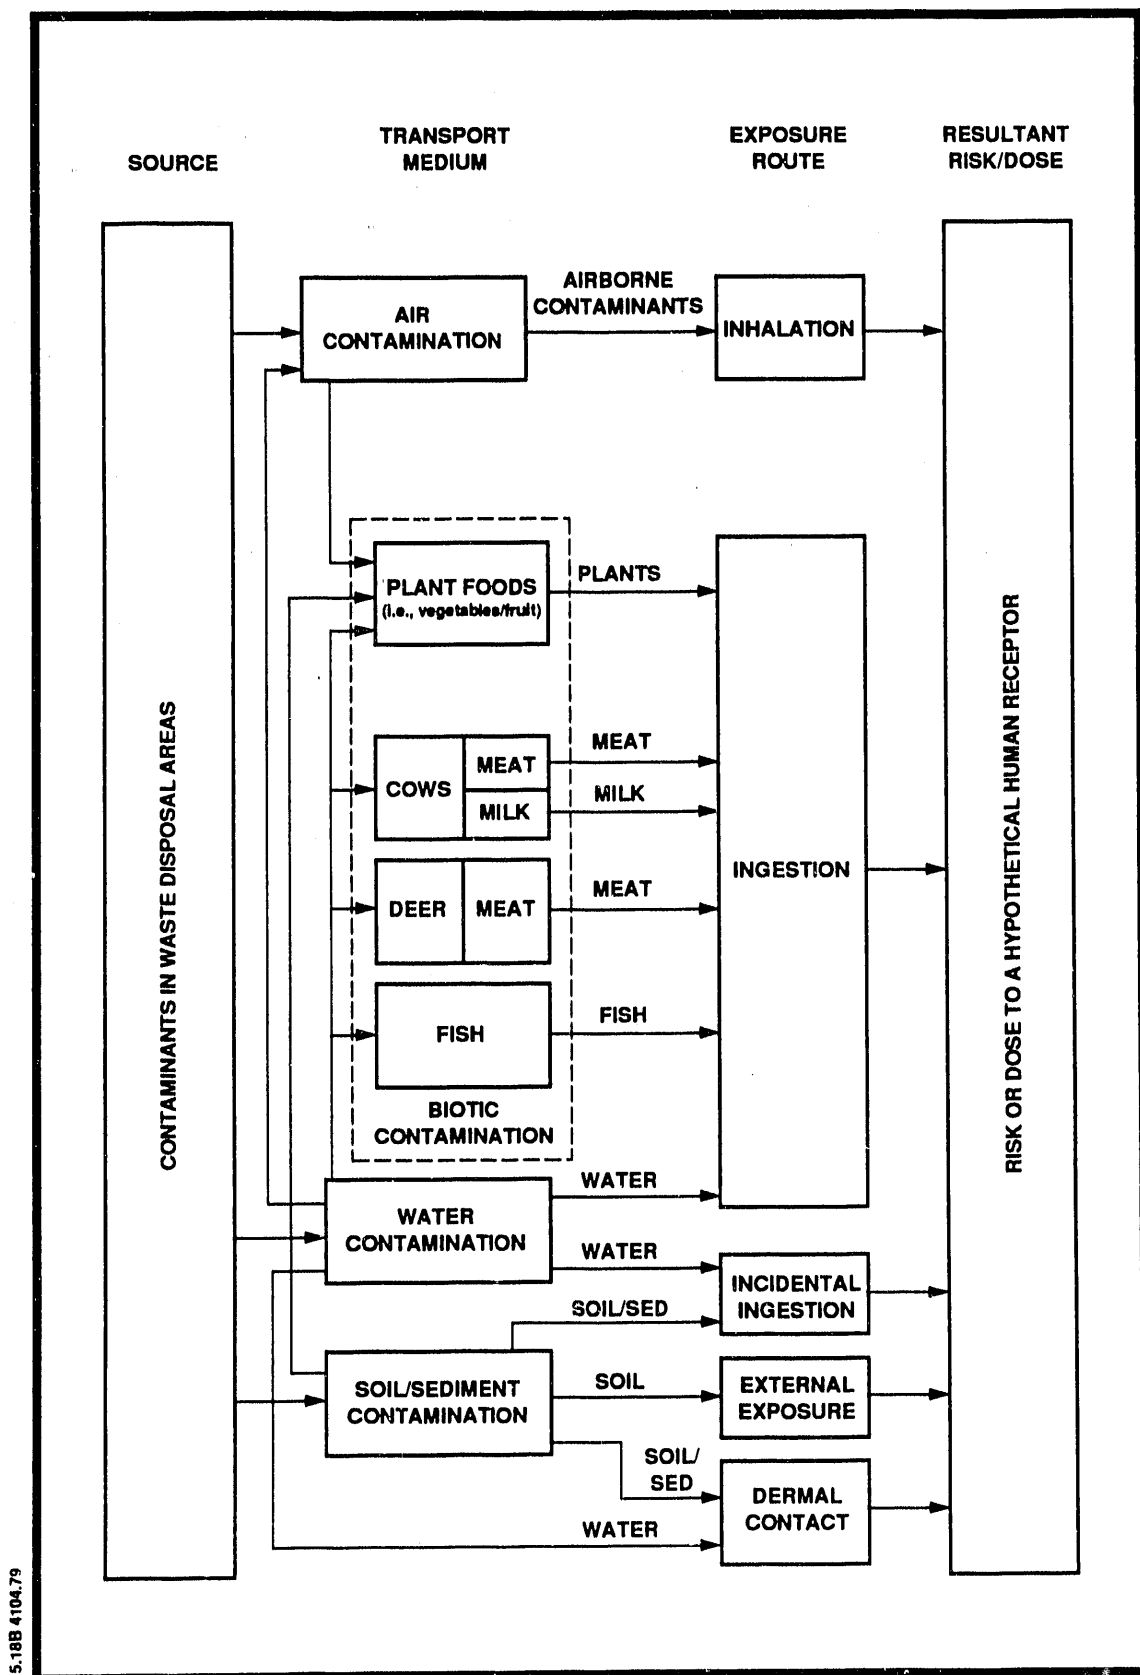 SOURCE
TRANSPORT
MEDIUM
EXPOSURE
ROUTE
RESULTANT
RISK/DOSE
CONTAMINANTS IN WASTE DISPOSAL AREAS
AIR
CONTAMINATION
AIRBORNE
CONTAMINANTS
INHALATION
PLANT FOODS
(i.e., vegetables/fruit)
PLANTS
COWS
MEAT
MILK
MEAT
MILK
DEER
MEAT
MEAT
FISH
FISH
BIOTIC
CONTAMINATION
INGESTION
WATER
CONTAMINATION
WATER
WATER
INCIDENTAL
INGESTION
SOIL/SED
SOIL/SEDIMENT
CONTAMINATION
SOIL
EXTERNAL
EXPOSURE
SOIL/
SED
DERMAL
CONTACT
WATER
RISK OR DOSE TO A HYPOTHETICAL HUMAN RECEPTOR
5.18B 4104.79